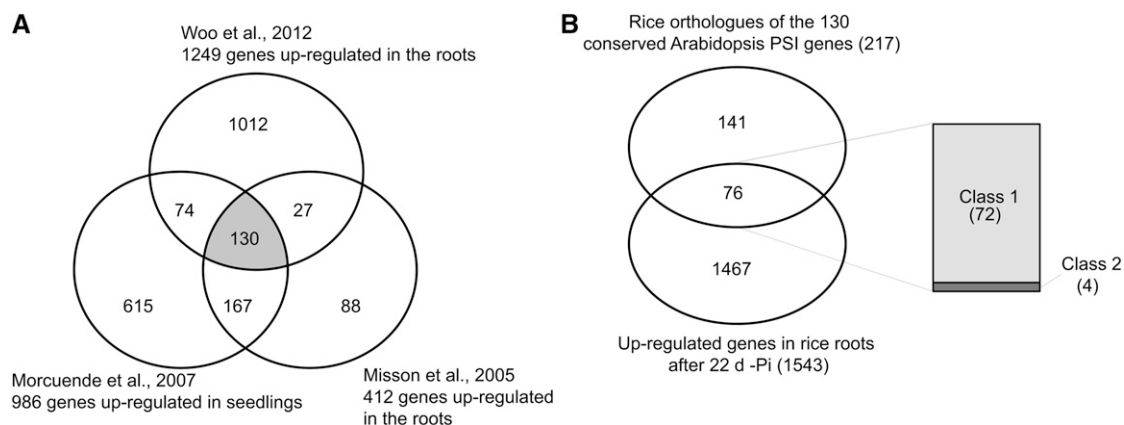 A
Woo et al., 2012
1249 genes up-regulated in the roots
1012
74
27
130
615
167
88
Morcuende et al., 2007
986 genes up-regulated in seedlings
Misson et al., 2005
412 genes up-regulated
in the roots
B
Rice orthologues of the 130
conserved Arabidopsis PSI genes (217)
141
76
1467
Up-regulated genes in rice roots
after 22 d -Pi (1543)
Class 1
(72)
Class 2
(4)